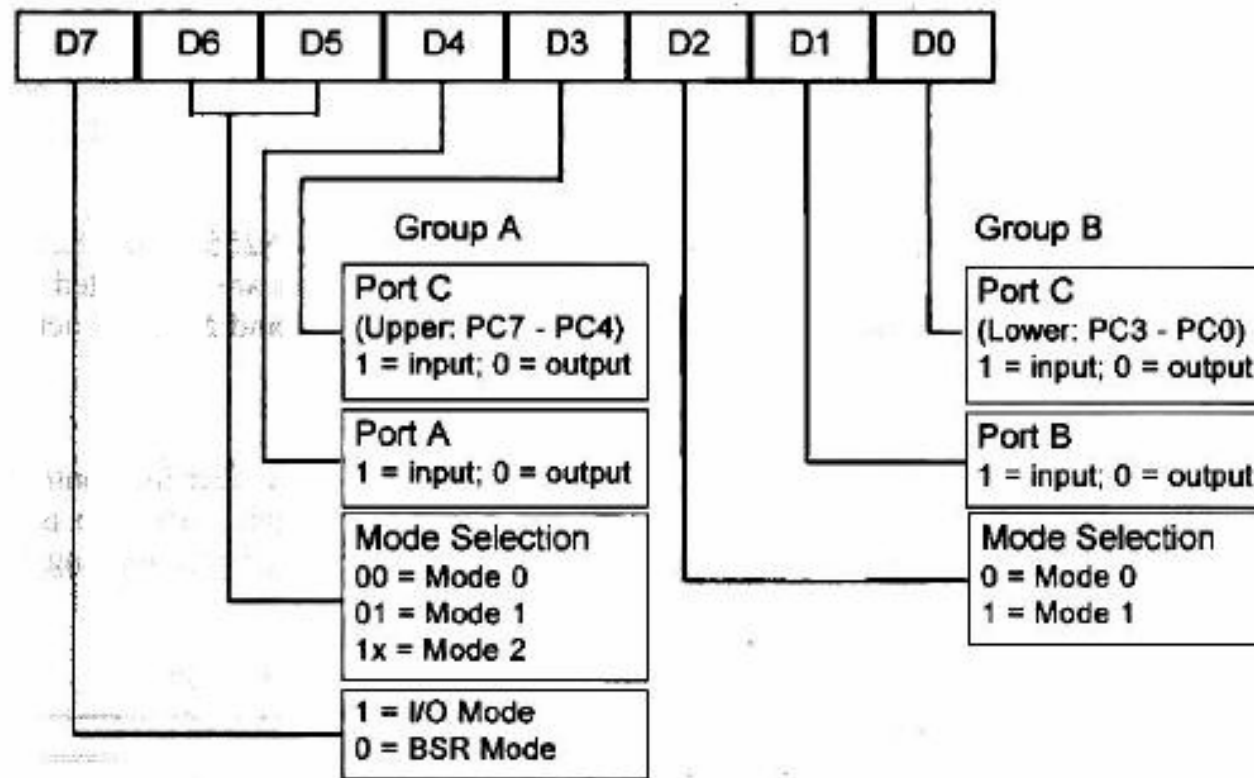 D7 D6 D5 D4 D3 D2 D1 D0
Group A
Port C
(Upper: PC7 - PC4)
1 = input; 0 = output
Port A
1 = input; 0 = output
Mode Selection
00 = Mode 0
01 = Mode 1
1x = Mode 2
1 = I/O Mode
0 = BSR Mode
Group B
Port C
(Lower: PC3 - PC0)
1 = input; 0 = output
Port B
1 = input; 0 = output
Mode Selection
0 = Mode 0
1 = Mode 1